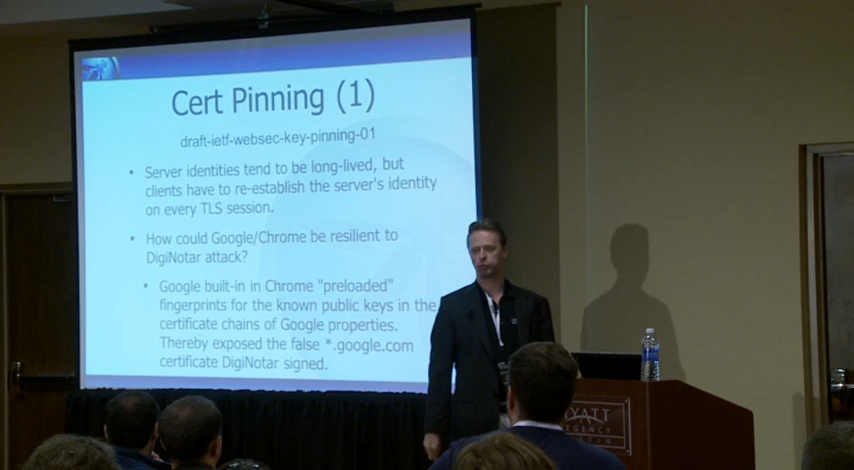 Cert Pinning (1)
draft-ietf-websec-key-pinning-01
• Server identities tend to be long-lived, but
clients have to re-establish the server's identity
on every TLS session.
• How could Google/Chrome be resilient to
DigiNotar attack?
• Google built-in in Chrome "preloaded"
fingerprints for the known public keys in the
certificate chains of Google properties.
Thereby exposed the false *.google.com
certificate DigiNotar signed.